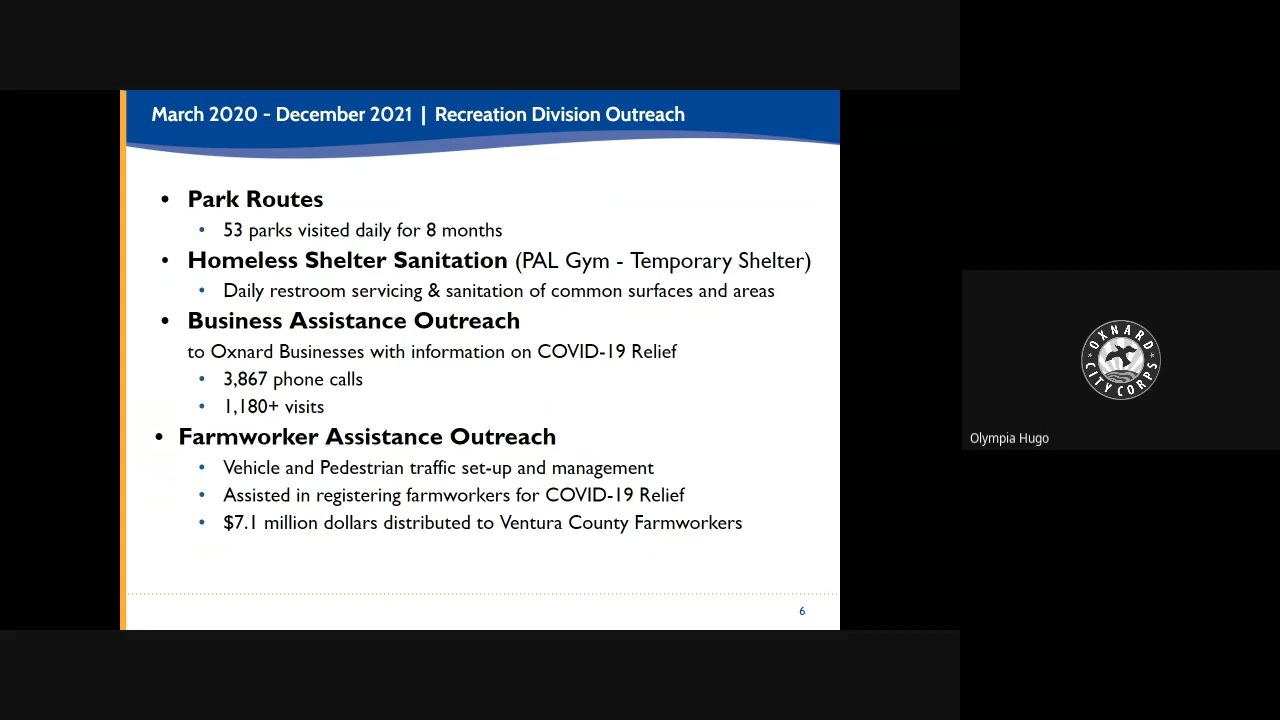 March 2020 - December 2021 | Recreation Division Outreach
• Park Routes
• 53 parks visited daily for 8 months
• Homeless Shelter Sanitation (PAL Gym - Temporary Shelter)
• Daily restroom servicing & sanitation of common surfaces and areas
• Business Assistance Outreach
to Oxnard Businesses with information on COVID-19 Relief
• 3,867 phone calls
• 1,180+ visits
• Farmworker Assistance Outreach
• Vehicle and Pedestrian traffic set-up and management
• Assisted in registering farmworkers for COVID-19 Relief
• $7.1 million dollars distributed to Ventura County Farmworkers
6
OXNARD
CITY CORPS
Olympia Hugo